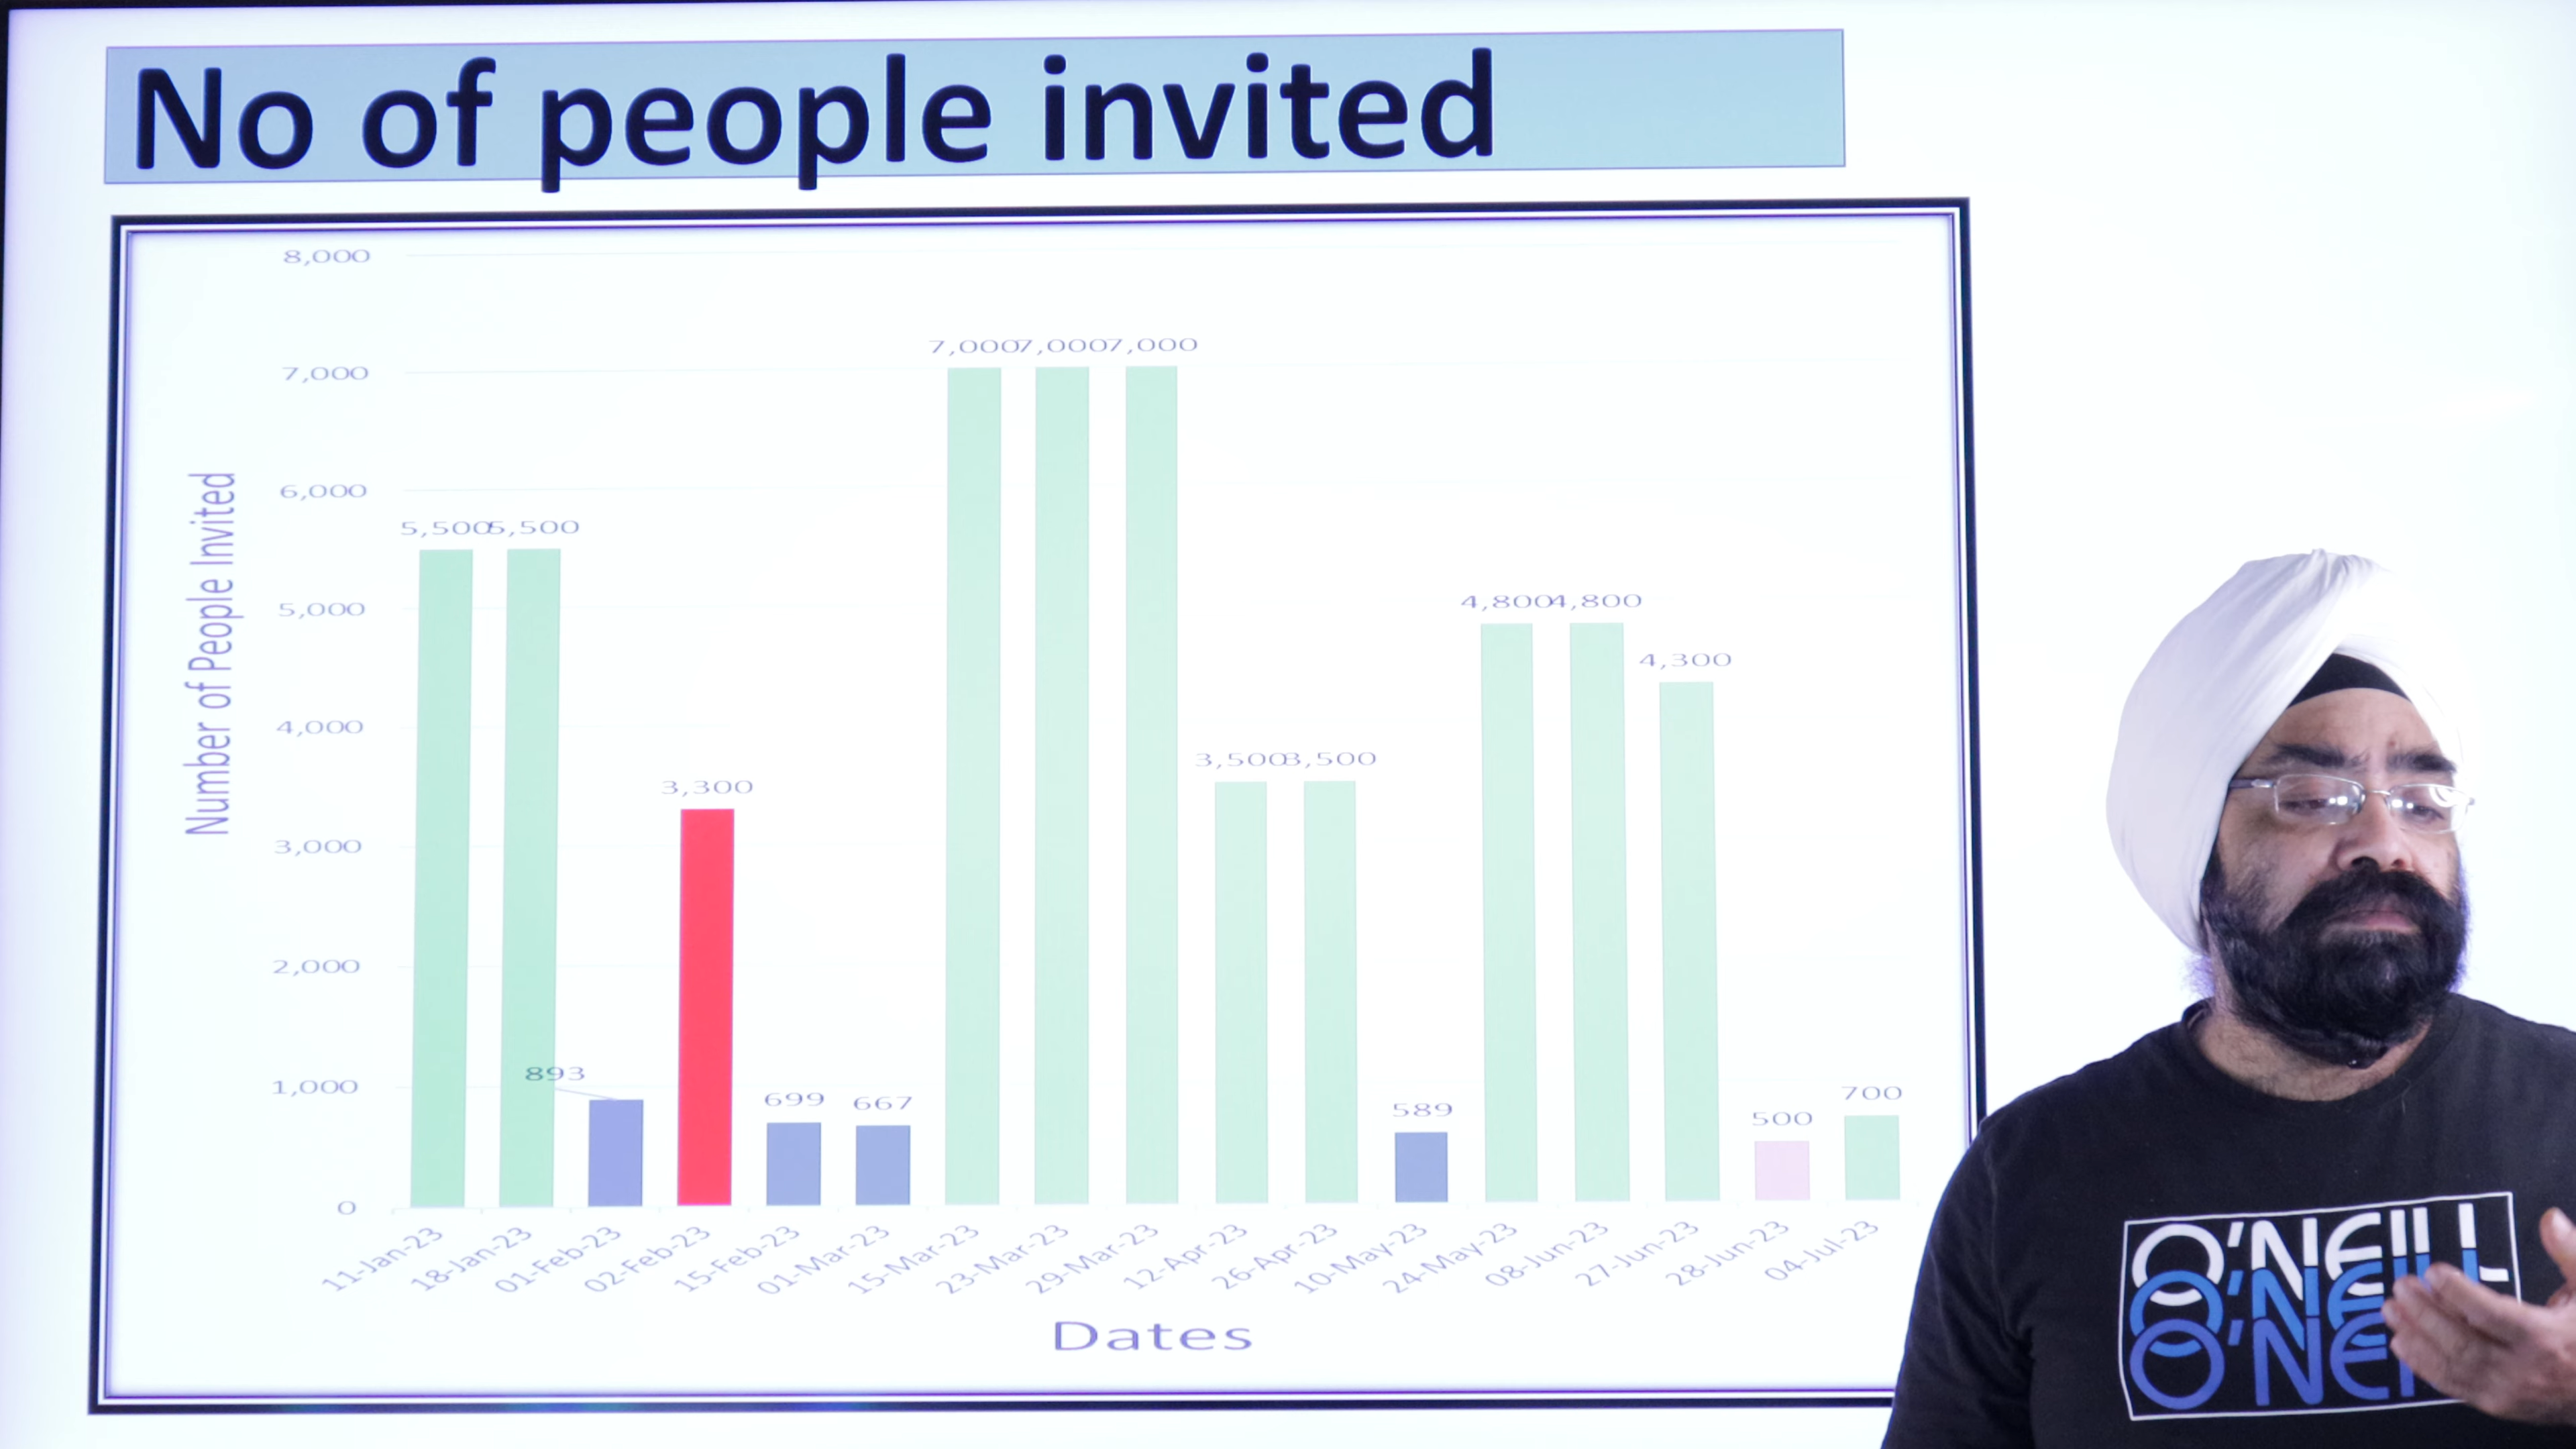 No of people invited
8,000
7,000
6,000
5,000
4,000
3,000
2,000
1,000
0
Number of People Invited
5,500
5,500
893
3,300
699
667
7,000
7,000
7,000
3,500
3,500
589
4,800
4,800
4,300
500
700
11-Jan-23
18-Jan-23
01-Feb-23
02-Feb-23
15-Feb-23
01-Mar-23
15-Mar-23
23-Mar-23
29-Mar-23
12-Apr-23
26-Apr-23
10-May-23
24-May-23
08-Jun-23
27-Jun-23
28-Jun-23
04-Jul-23
Dates
O'NEILL
O'NEILL
O'NEI